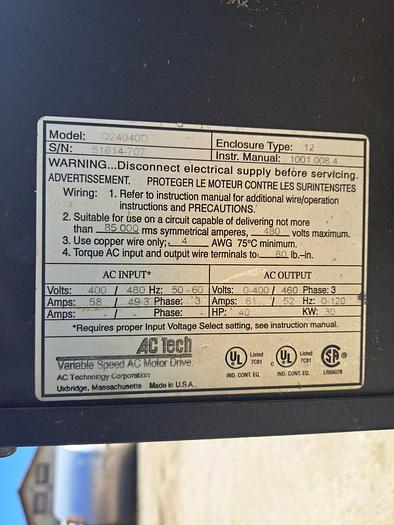 Model: Q24040D Enclosure Type: 12
S/N: 51814-707 Instr. Manual: 1001 008.4
WARNING...Disconnect electrical supply before servicing.
ADVERTISEMENT. PROTEGER LE MOTEUR CONTRE LES SURINTENSITES
Wiring: 1. Refer to instruction manual for additional wire/operation
instructions and PRECAUTIONS.
2. Suitable for use on a circuit capable of delivering not more
than 85 000 rms symmetrical amperes, 480 volts maximum.
3. Use copper wire only; 4 AWG 75°C minimum.
4. Torque AC input and output wire terminals to 80 lb.-in.
AC INPUT* AC OUTPUT
Volts: 400 / 480 Hz: 50-60 Volts: 0-400 / 460 Phase: 3
Amps: 58 / 49.3 Phase: 3 Amps: 61 / 52 Hz: 0-120
Amps: - / - Phase: - HP: 40 KW: 30
*Requires proper Input Voltage Select setting, see instruction manual.
AC Tech
Variable Speed AC Motor Drive
AC Technology Corporation
Uxbridge, Massachusetts Made in U.S.A.
UL Listed 7C81 UL Listed 7C81 SA ®
IND. CONT. EQ. IND. CONT. EQ. LR89078